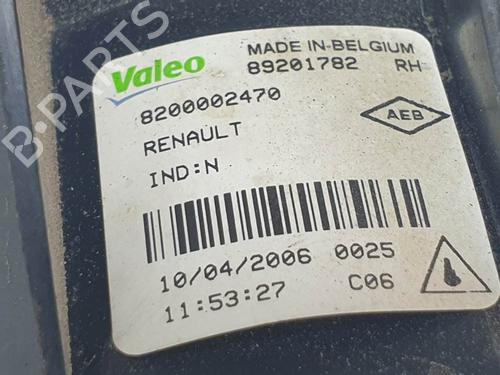 Valeo
MADE IN-BELGIUM
89201782 RH
8200002470
RENAULT
AEB
IND:N
10/04/2006 0025
11:53:27 C06
B-PARTS